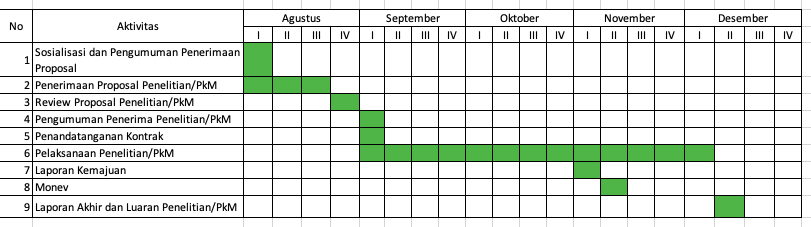 No Aktivitas Agustus September Oktober November Desember
I II III IV I II III IV I II III IV I II III IV I II III IV
1 Sosialisasi dan Pengumuman Penerimaan
Proposal
2 Penerimaan Proposal Penelitian/PkM
3 Review Proposal Penelitian/PkM
4 Pengumuman Penerima Penelitian/PkM
5 Penandatanganan Kontrak
6 Pelaksanaan Penelitian/PkM
7 Laporan Kemajuan
8 Monev
9 Laporan Akhir dan Luaran Penelitian/PkM